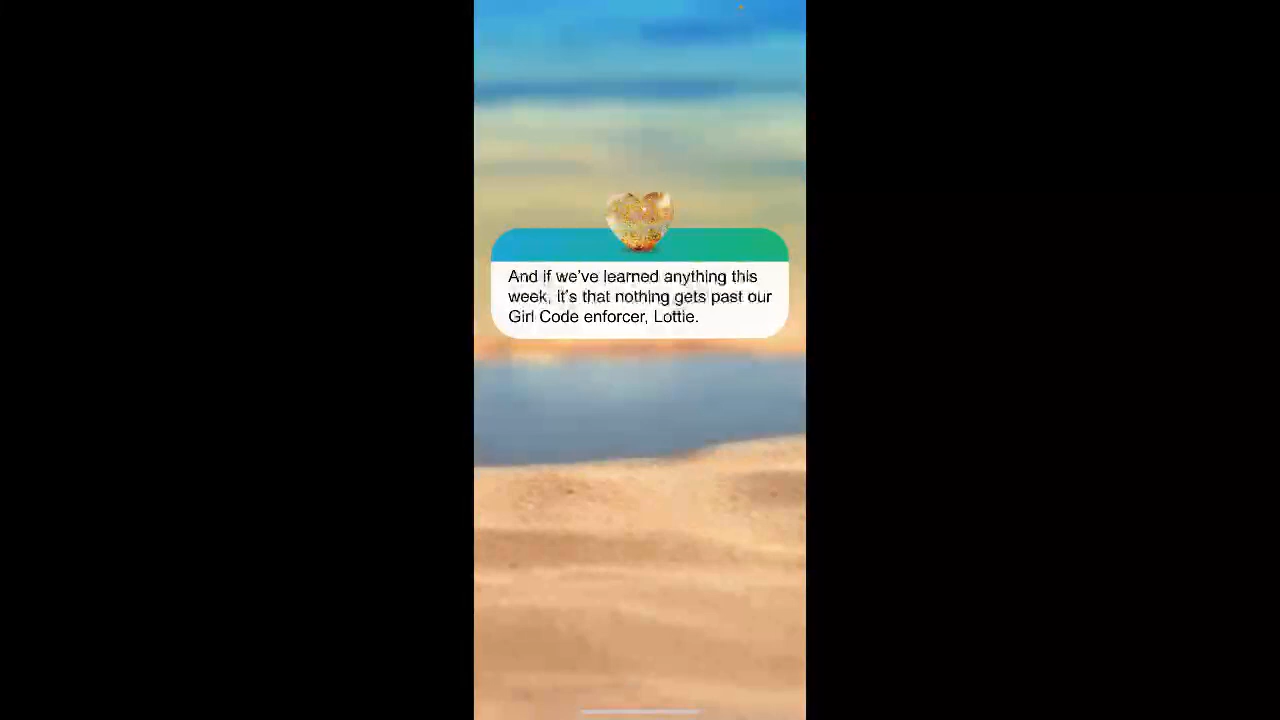 And if we've learned anything this
week, it's that nothing gets past our
Girl Code enforcer, Lottie.